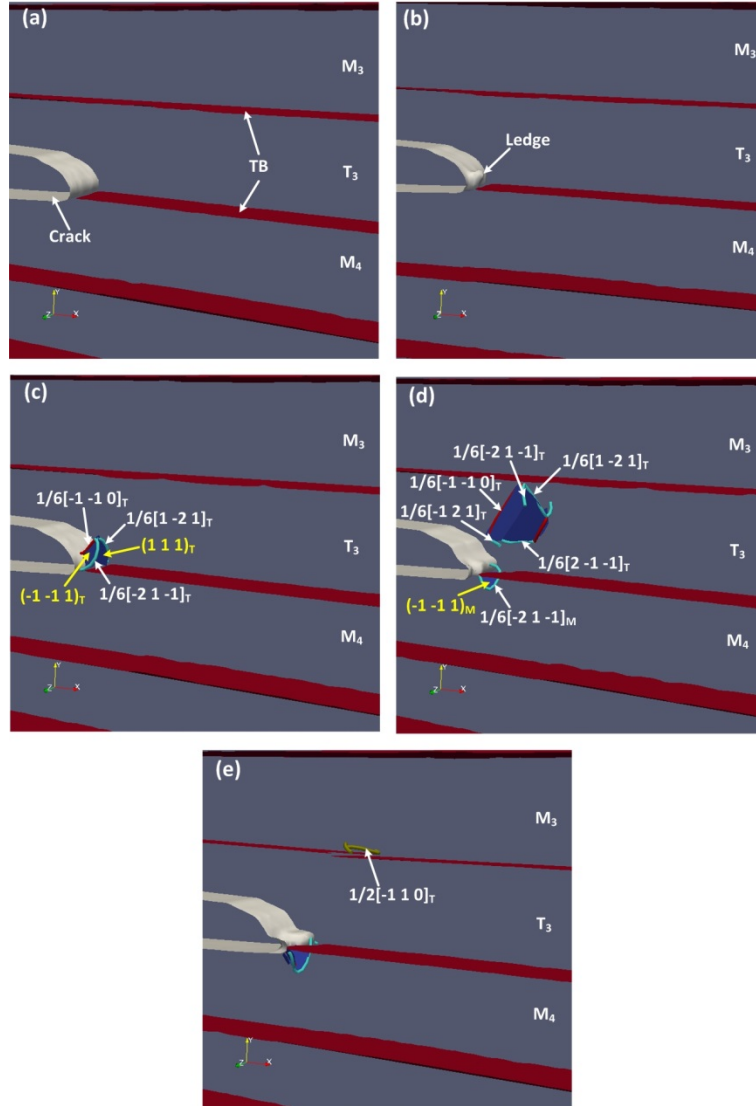 (a)
M3
TB
T3
Crack
M4
Y
Z X
(b)
M3
Ledge
T3
M4
Y
Z X
(c)
M3
1/6[-1 -1 0]T
1/6[1 -2 1]T
(1 1 1)T
T3
(-1 -1 1)T
1/6[-2 1 -1]T
M4
Y
Z X
(d)
M3
1/6[-2 1 -1]T
1/6[1 -2 1]T
1/6[-1 -1 0]T
1/6[-1 2 1]T
T3
1/6[2 -1 -1]T
(-1 -1 1)M
1/6[-2 1 -1]M
M4
Y
Z X
(e)
M3
1/2[-1 1 0]T
T3
M4
Y
Z X